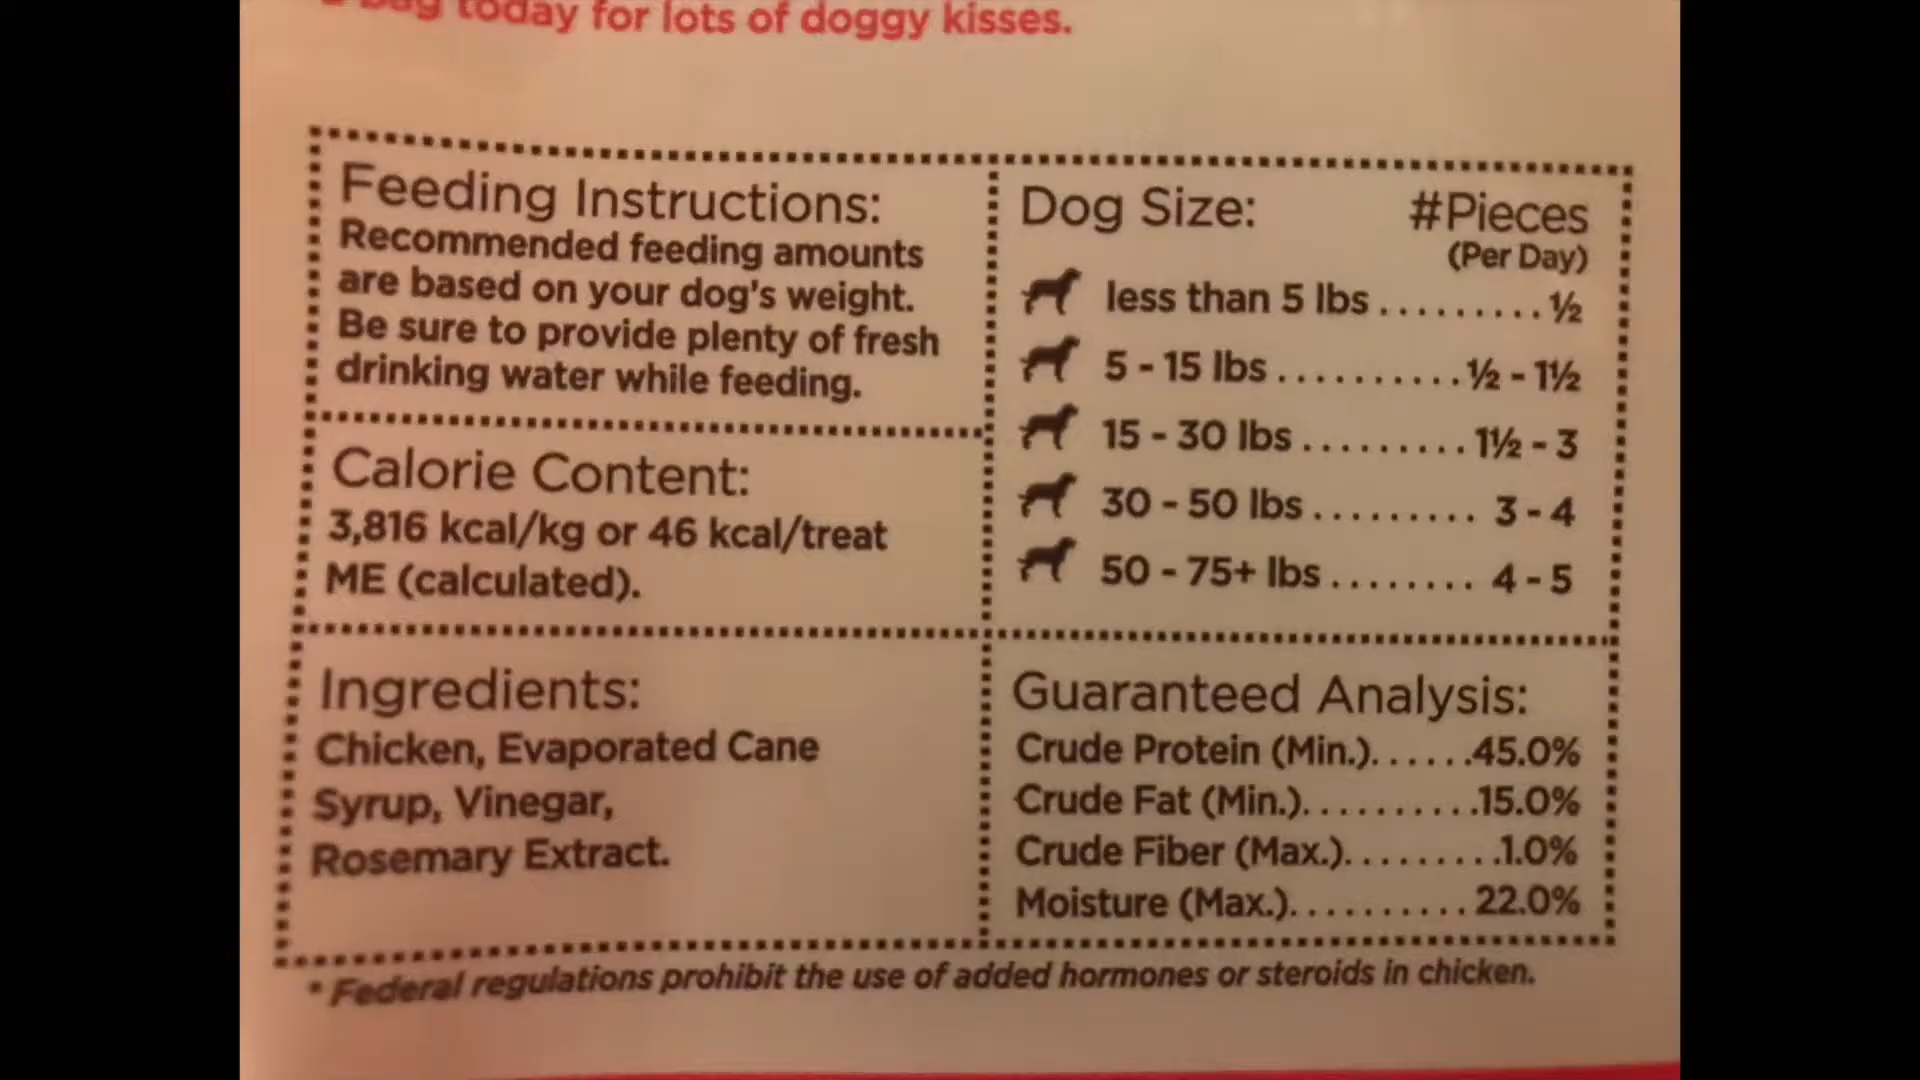 bag today for lots of doggy kisses.
Feeding Instructions:
Recommended feeding amounts
are based on your dog's weight.
Be sure to provide plenty of fresh
drinking water while feeding.
Calorie Content:
3,816 kcal/kg or 46 kcal/treat
ME (calculated).
Dog Size: #Pieces
(Per Day)
less than 5 lbs ......... ½
5 - 15 lbs .......... ½ - 1½
15 - 30 lbs ......... 1½ - 3
30 - 50 lbs ......... 3 - 4
50 - 75+ lbs ........ 4 - 5
Ingredients:
Chicken, Evaporated Cane
Syrup, Vinegar,
Rosemary Extract.
Guaranteed Analysis:
Crude Protein (Min.)......45.0%
Crude Fat (Min.)..........15.0%
Crude Fiber (Max.).........1.0%
Moisture (Max.)..........22.0%
* Federal regulations prohibit the use of added hormones or steroids in chicken.